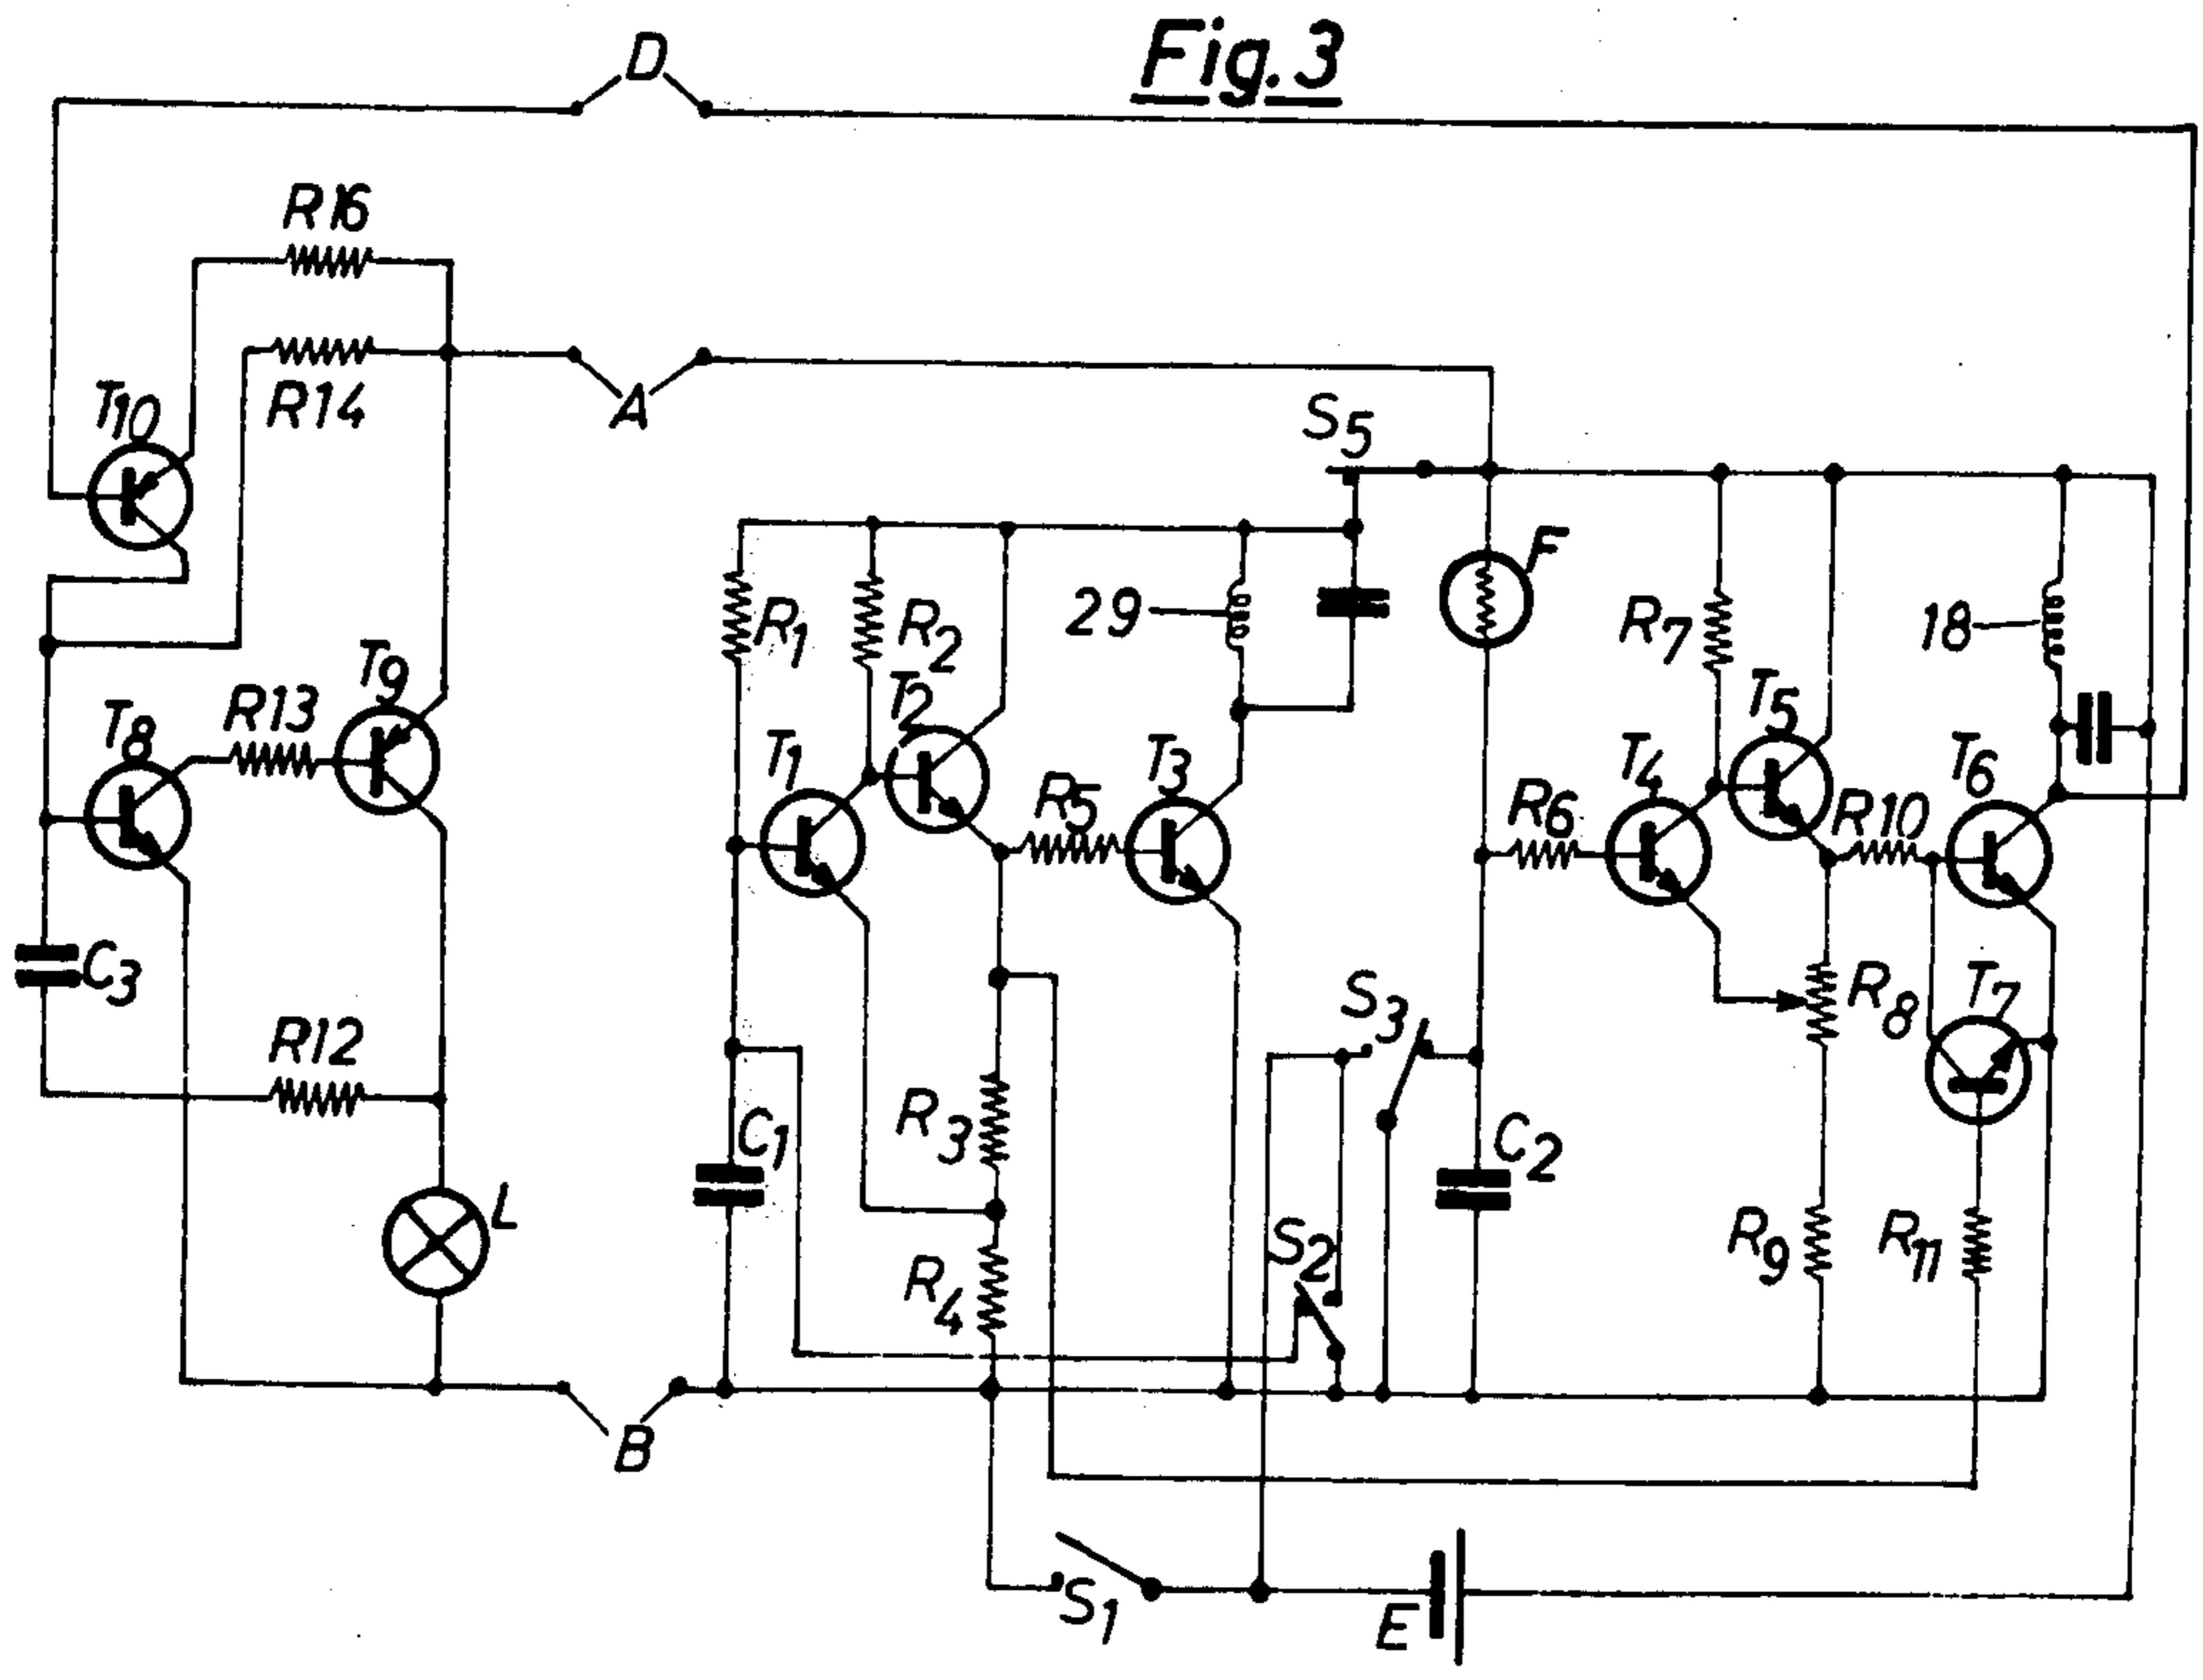 Fig. 3
D
R16
R14
A
T10
S5
F
R1
R2
29
R7
18
T9
T8
R13
T2
T1
T5
T4
T6
R5
T3
R6
R10
C3
S3
R8
T7
R12
R3
C1
C2
L
S2
R4
R9
R11
B
S1
E